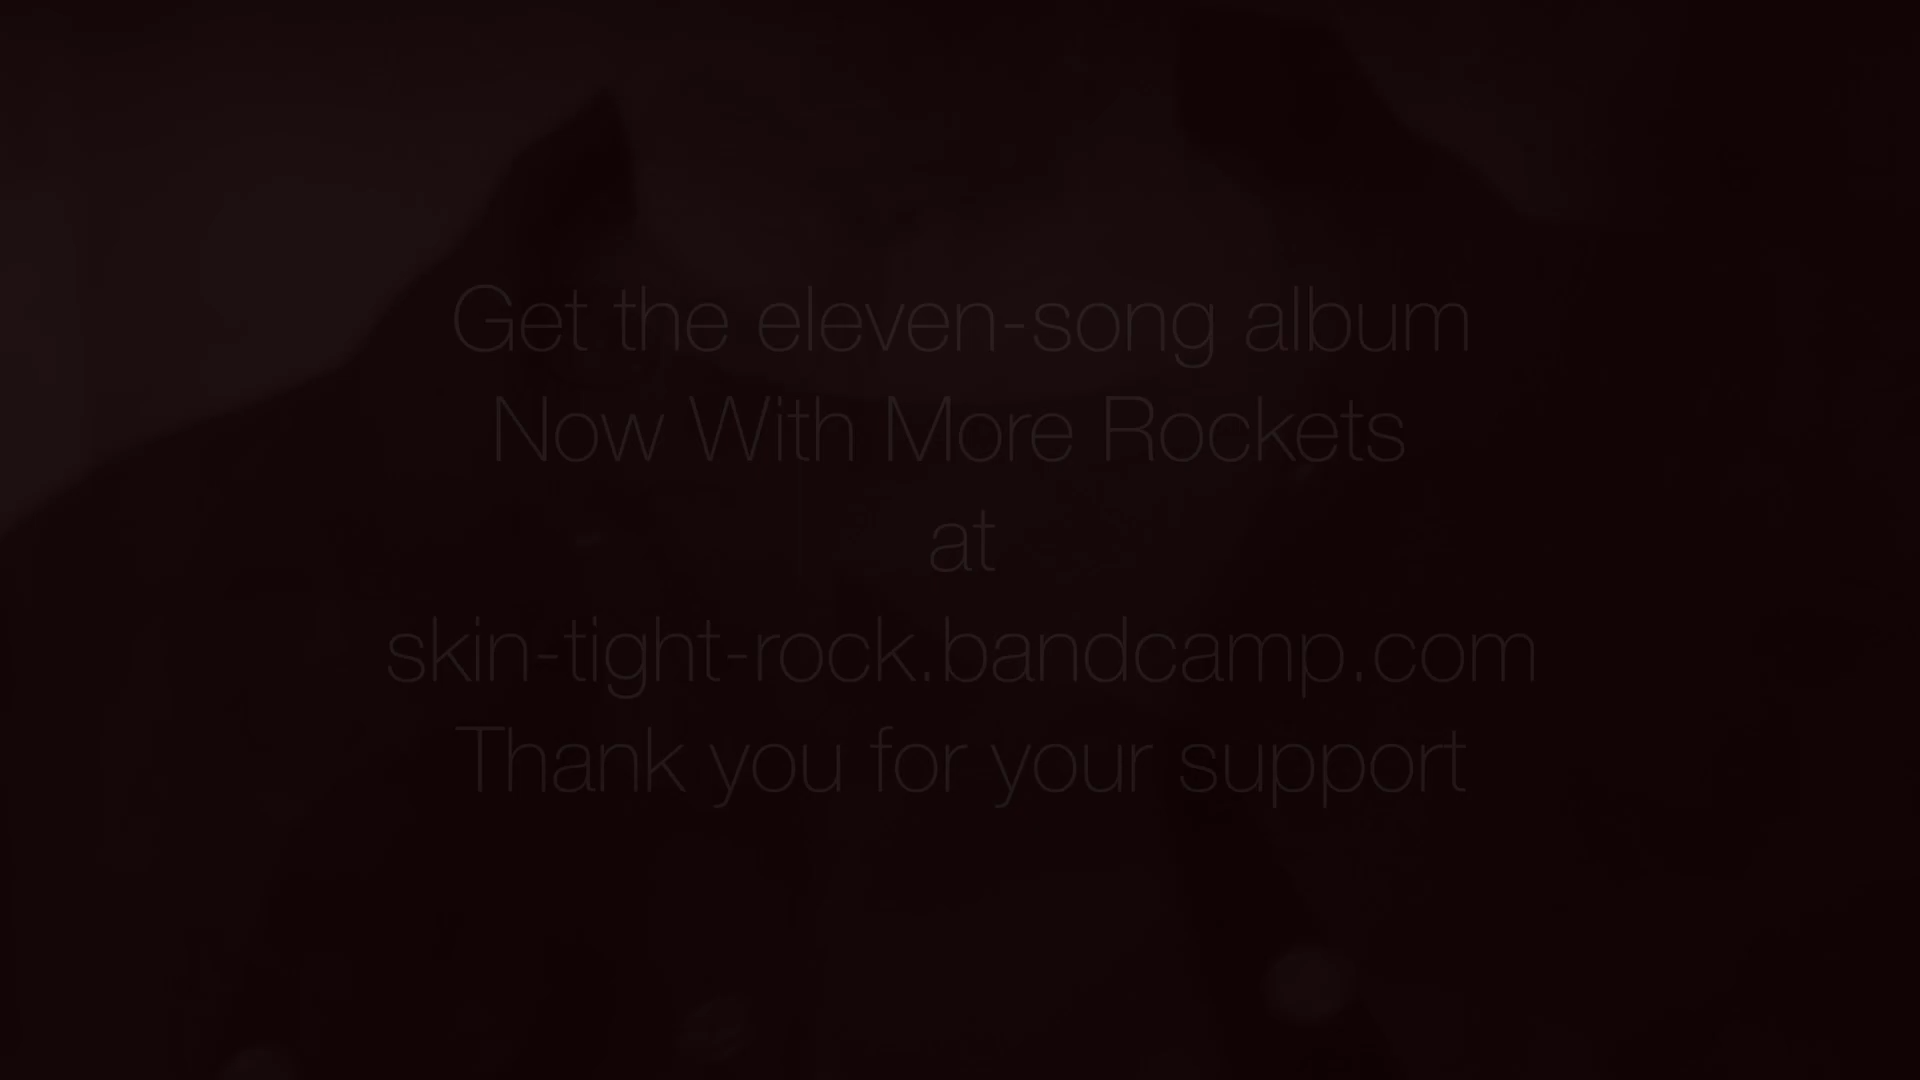 Get the eleven-song album
Now With More Rockets
at
skin-tight-rock.bandcamp.com
Thank you for your support